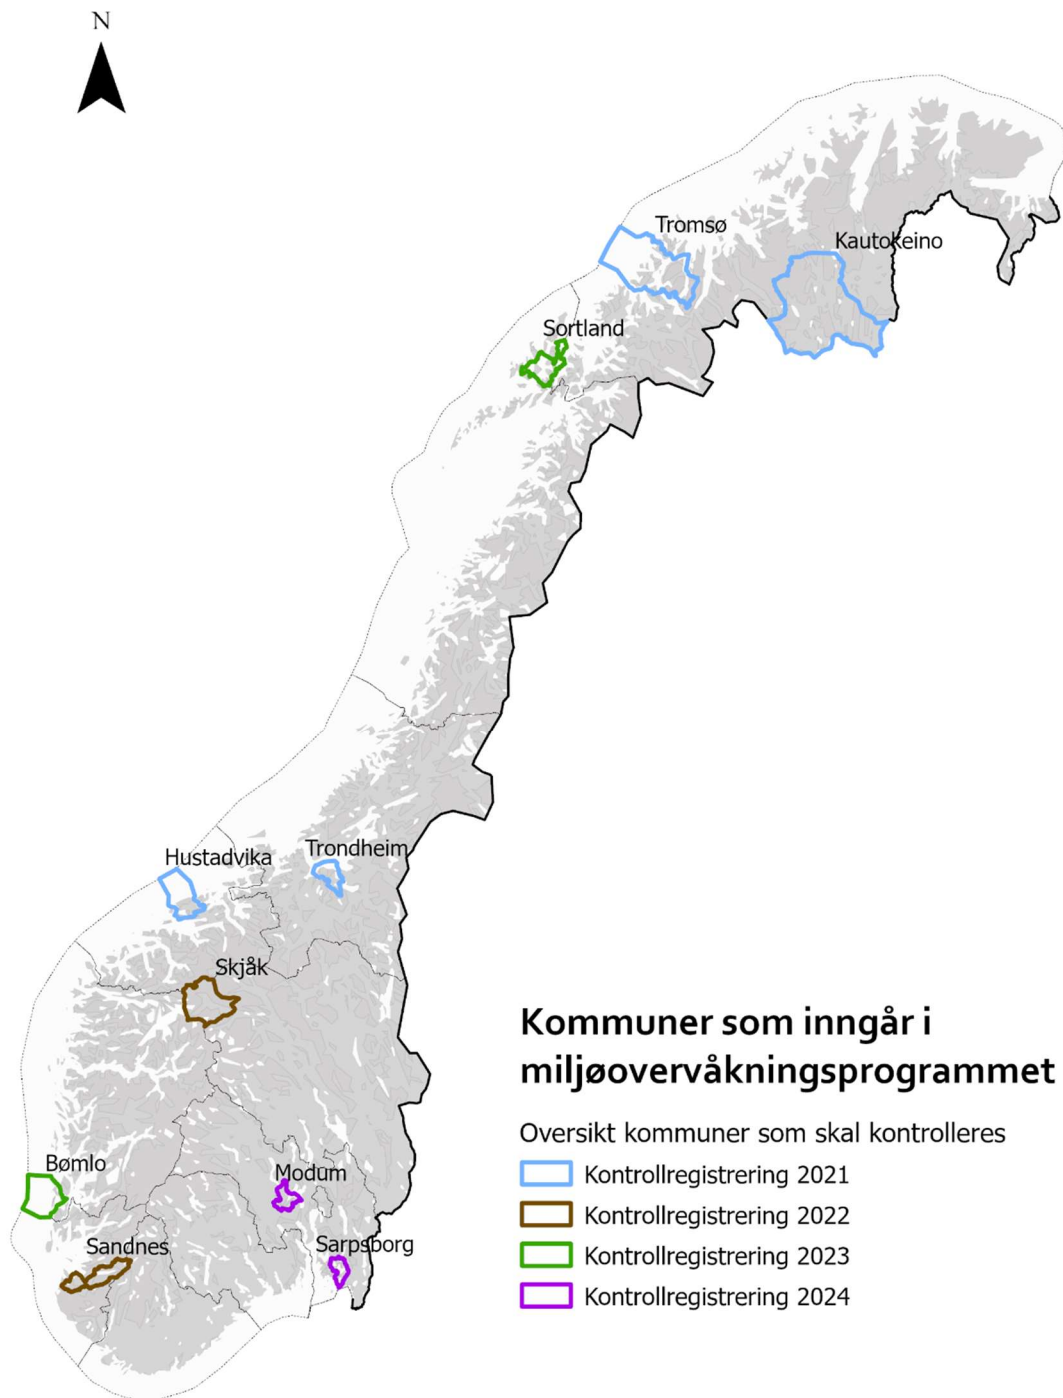 N
Tromsø
Kautokeino
Sortland
Hustadvika
Trondheim
Skjåk
Bømlo
Modum
Sandnes
Sarpsborg
Kommuner som inngår i
miljøovervåkningsprogrammet
Oversikt kommuner som skal kontrolleres
Kontrollregistrering 2021
Kontrollregistrering 2022
Kontrollregistrering 2023
Kontrollregistrering 2024